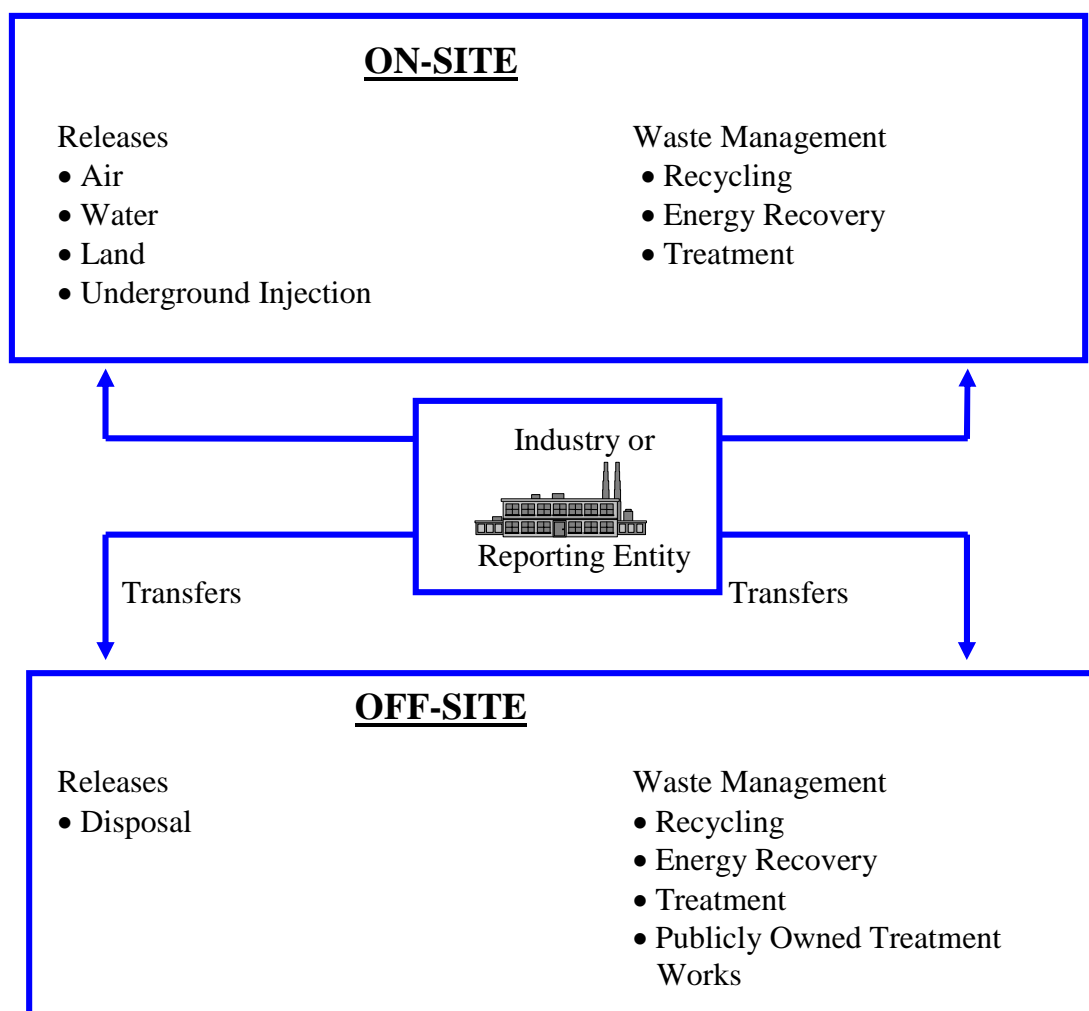 ON-SITE
Releases
• Air
• Water
• Land
• Underground Injection
Waste Management
• Recycling
• Energy Recovery
• Treatment
Industry or
Reporting Entity
Transfers
Transfers
OFF-SITE
Releases
• Disposal
Waste Management
• Recycling
• Energy Recovery
• Treatment
• Publicly Owned Treatment
Works